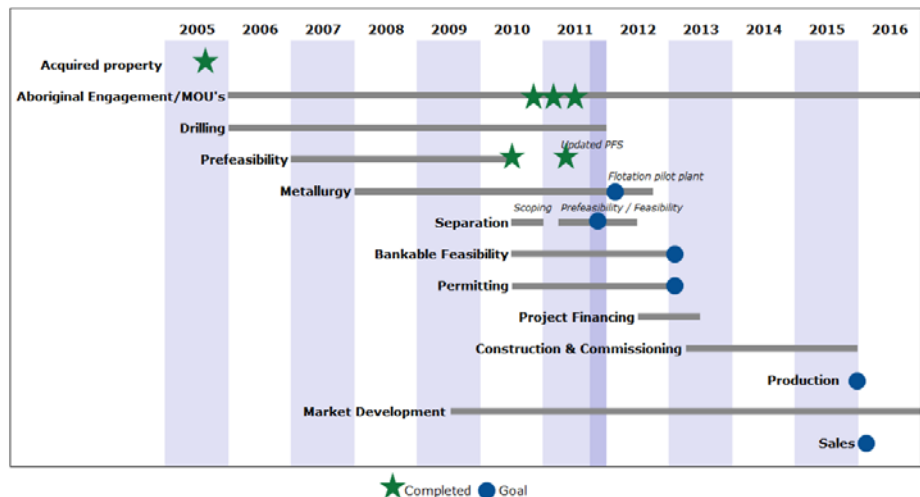 2005 2006 2007 2008 2009 2010 2011 2012 2013 2014 2015 2016
Acquired property
Aboriginal Engagement/MOU's
Drilling
Updated PFS
Prefeasibility
Flotation pilot plant
Metallurgy
Scoping Prefeasibility / Feasibility
Separation
Bankable Feasibility
Permitting
Project Financing
Construction & Commissioning
Production
Market Development
Sales
Completed Goal